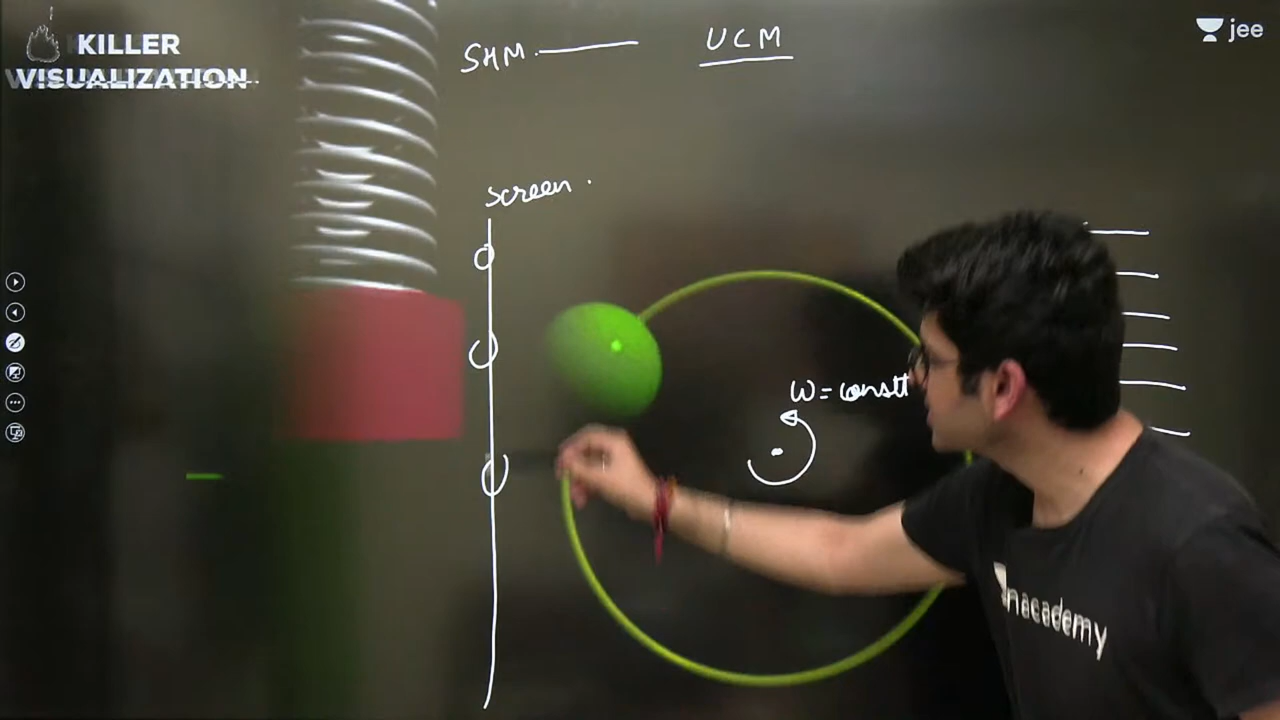 KILLER
VISUALIZATION
jee
SHM.
UCM
screen.
ω = constt
unacademy